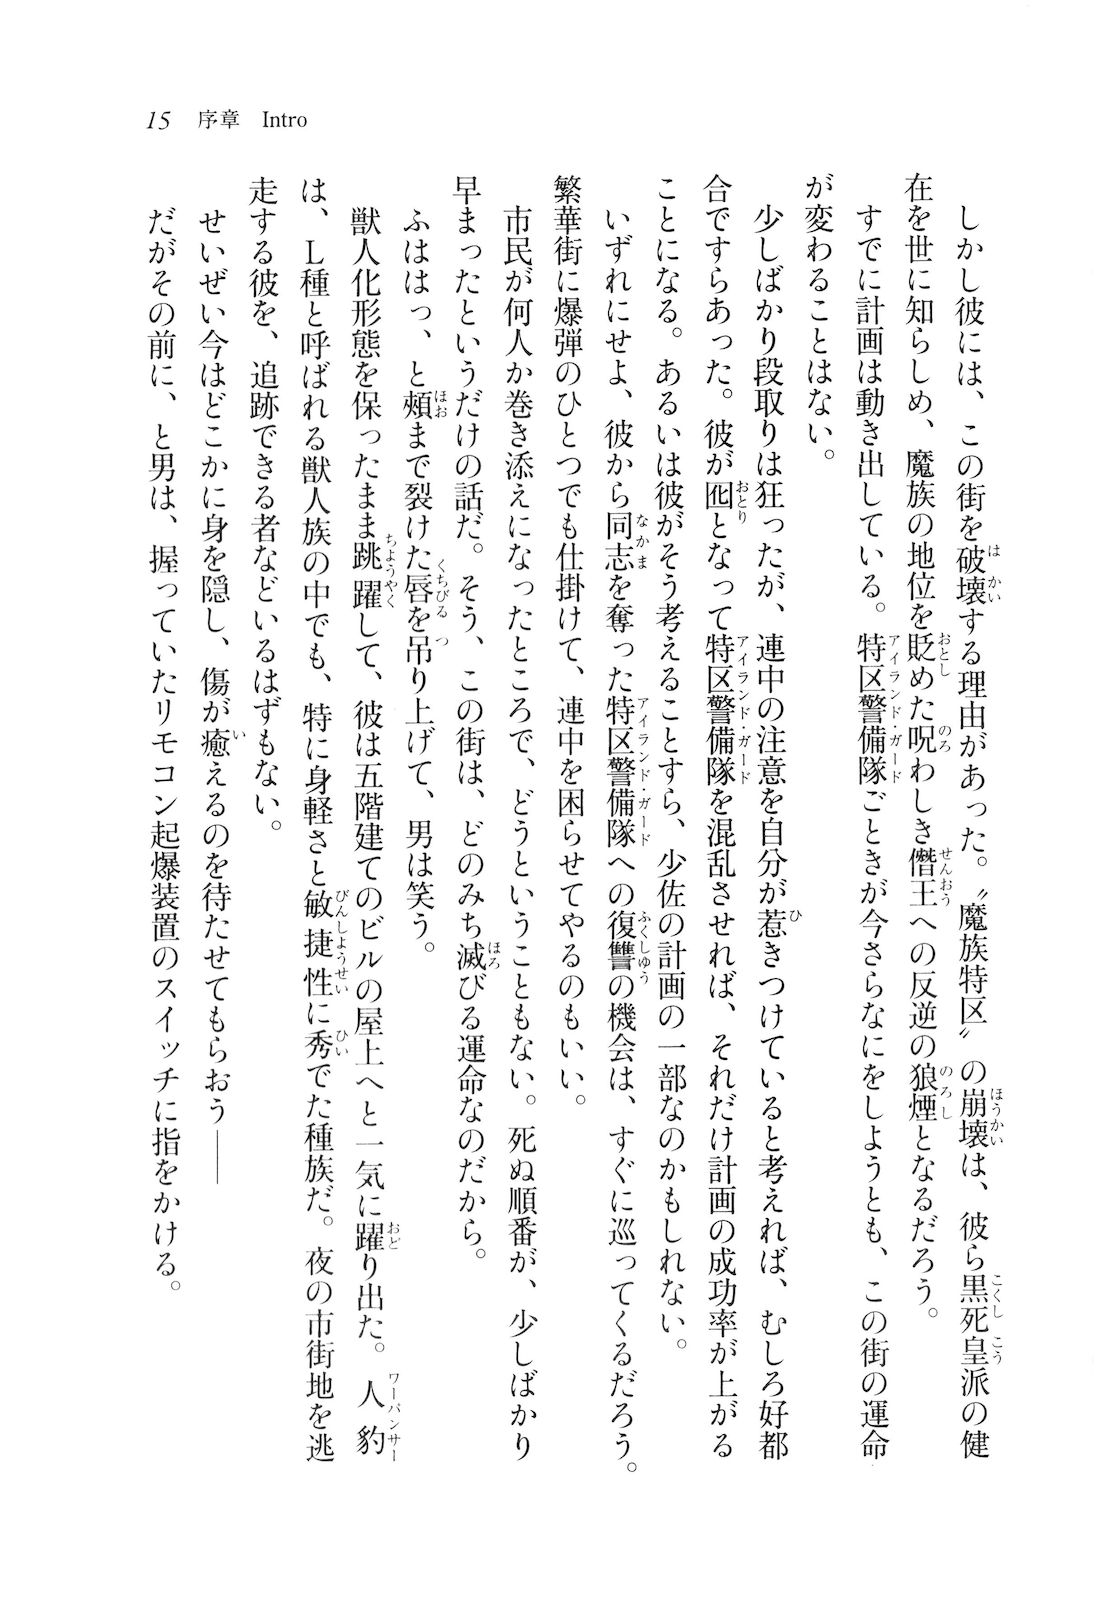 15　序章　Intro
　しかし彼には、この街を破壊する理由があった。〝魔族特区〟の崩壊は、彼ら黒死皇派の健
在を世に知らしめ、魔族の地位を貶めた呪わしき僭王への反逆の狼煙となるだろう。
　すでに計画は動き出している。特区警備隊ごときが今さらなにをしようとも、この街の運命
が変わることはない。
　少しばかり段取りは狂ったが、連中の注意を自分が惹きつけていると考えれば、むしろ好都
合ですらあった。彼が囮となって特区警備隊を混乱させれば、それだけ計画の成功率が上がる
ことになる。あるいは彼がそう考えることすら、少佐の計画の一部なのかもしれない。
　いずれにせよ、彼から同志を奪った特区警備隊への復讐の機会は、すぐに巡ってくるだろう。
繁華街に爆弾のひとつでも仕掛けて、連中を困らせてやるのもいい。
　市民が何人か巻き添えになったところで、どうということもない。死ぬ順番が、少しばかり
早まったというだけの話だ。そう、この街は、どのみち滅びる運命なのだから。
　ふははっ、と頰まで裂けた唇を吊り上げて、男は笑う。
　獣人化形態を保ったまま跳躍して、彼は五階建てのビルの屋上へと一気に躍り出た。人豹
は、L種と呼ばれる獣人族の中でも、特に身軽さと敏捷性に秀でた種族だ。夜の市街地を逃
走する彼を、追跡できる者などいるはずもない。
　せいぜい今はどこかに身を隠し、傷が癒えるのを待たせてもらおう――
　だがその前に、と男は、握っていたリモコン起爆装置のスイッチに指をかける。